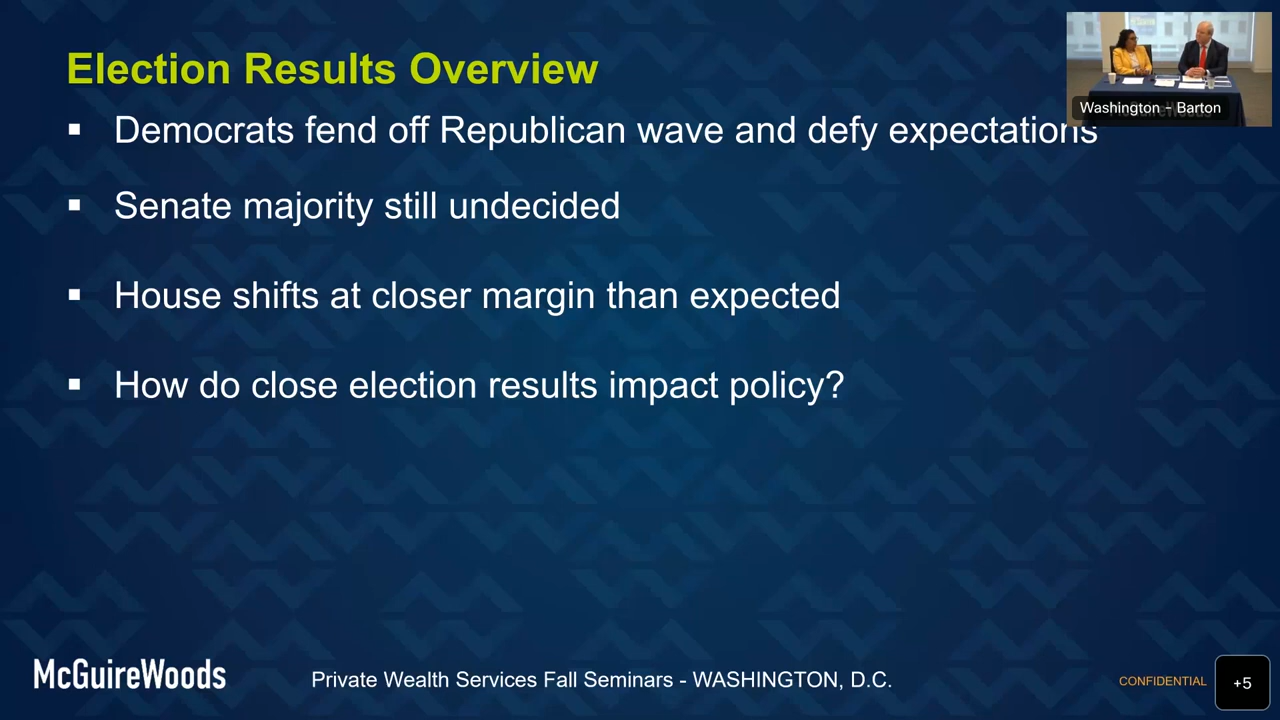 Election Results Overview
▪ Democrats fend off Republican wave and defy expectations
▪ Senate majority still undecided
▪ House shifts at closer margin than expected
▪ How do close election results impact policy?
Washington - Barton
McGuireWoods
Private Wealth Services Fall Seminars - WASHINGTON, D.C.
CONFIDENTIAL
+5